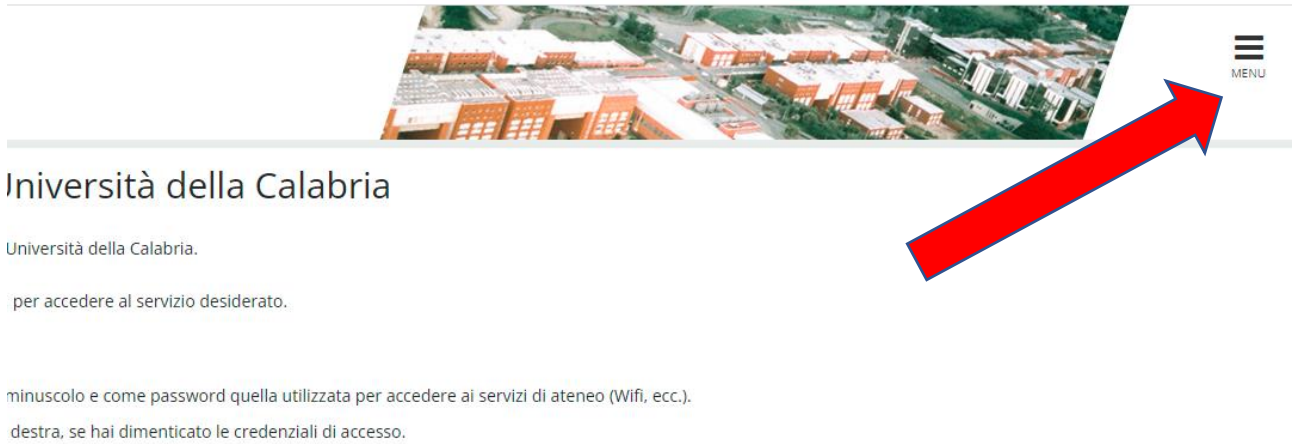 MENU
Università della Calabria
Università della Calabria.
per accedere al servizio desiderato.
minuscolo e come password quella utilizzata per accedere ai servizi di ateneo (Wifi, ecc.).
destra, se hai dimenticato le credenziali di accesso.